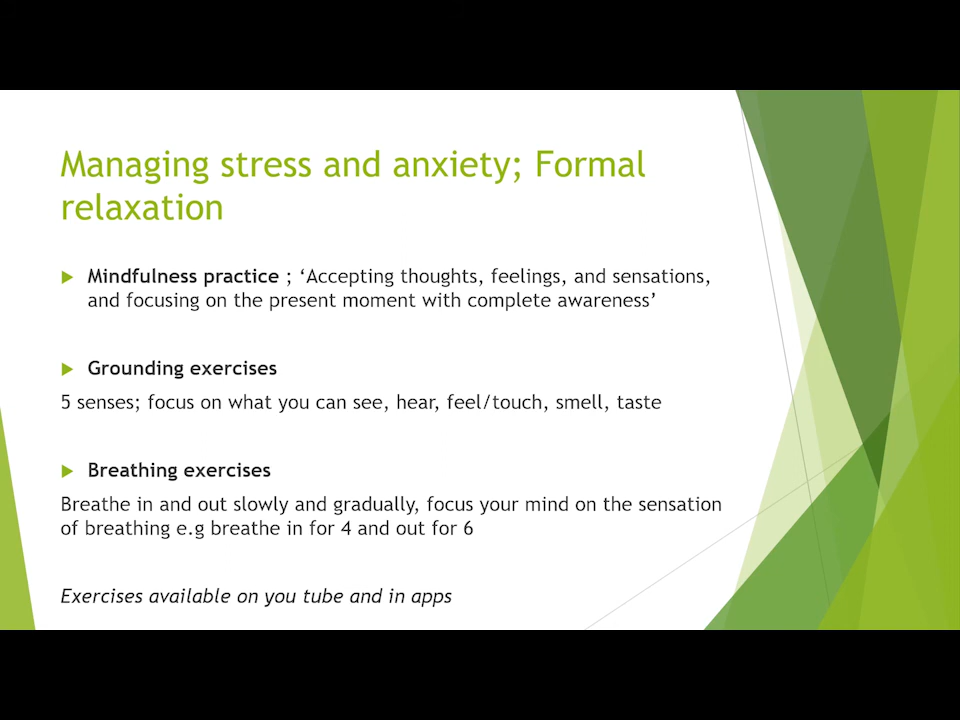 Managing stress and anxiety; Formal
relaxation
Mindfulness practice ; ‘Accepting thoughts, feelings, and sensations,
and focusing on the present moment with complete awareness’
Grounding exercises
5 senses; focus on what you can see, hear, feel/touch, smell, taste
Breathing exercises
Breathe in and out slowly and gradually, focus your mind on the sensation
of breathing e.g breathe in for 4 and out for 6
Exercises available on you tube and in apps